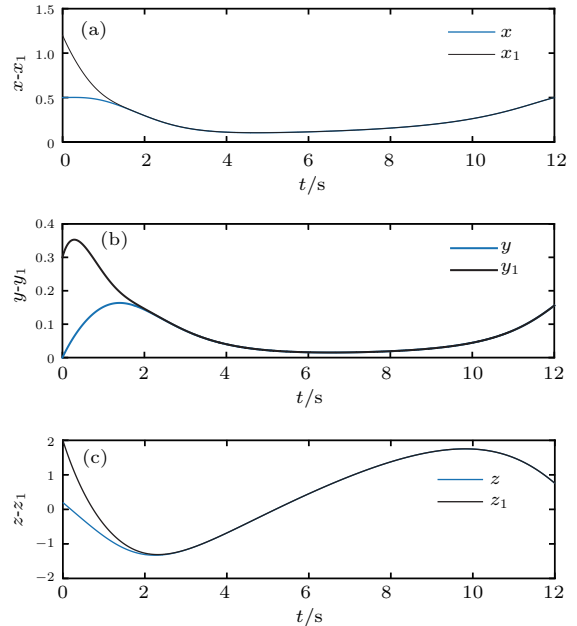 1.5
(a)
x
x₁
1.0
0.5
0
x-x₁
0 2 4 6 8 10 12
t/s
0.4
(b)
y
y₁
0.3
0.2
0.1
0
y-y₁
0 2 4 6 8 10 12
t/s
2
(c)
1
z
z₁
0
−1
−2
z-z₁
0 2 4 6 8 10 12
t/s